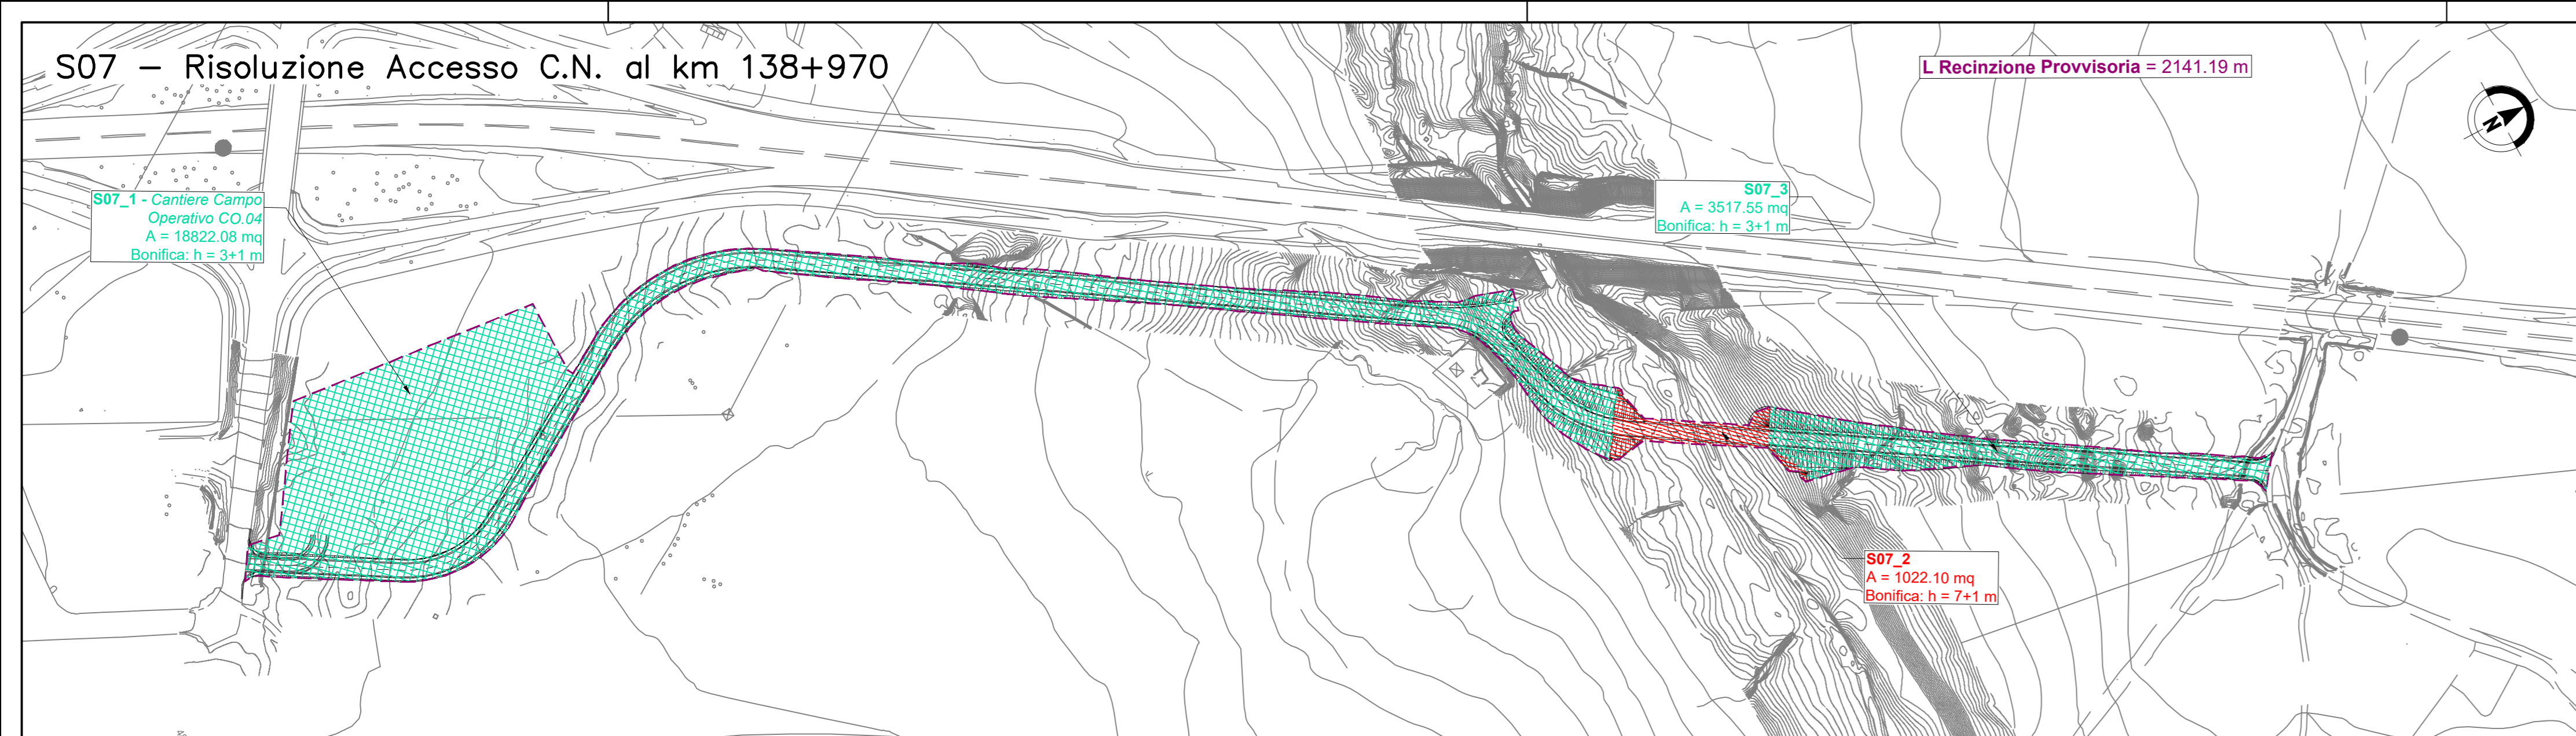 S07 – Risoluzione Accesso C.N. al km 138+970
L Recinzione Provvisoria = 2141.19 m
N
S07_1 - Cantiere Campo
Operativo CO.04
A = 18822.08 mq
Bonifica: h = 3+1 m
S07_3
A = 3517.55 mq
Bonifica: h = 3+1 m
S07_2
A = 1022.10 mq
Bonifica: h = 7+1 m